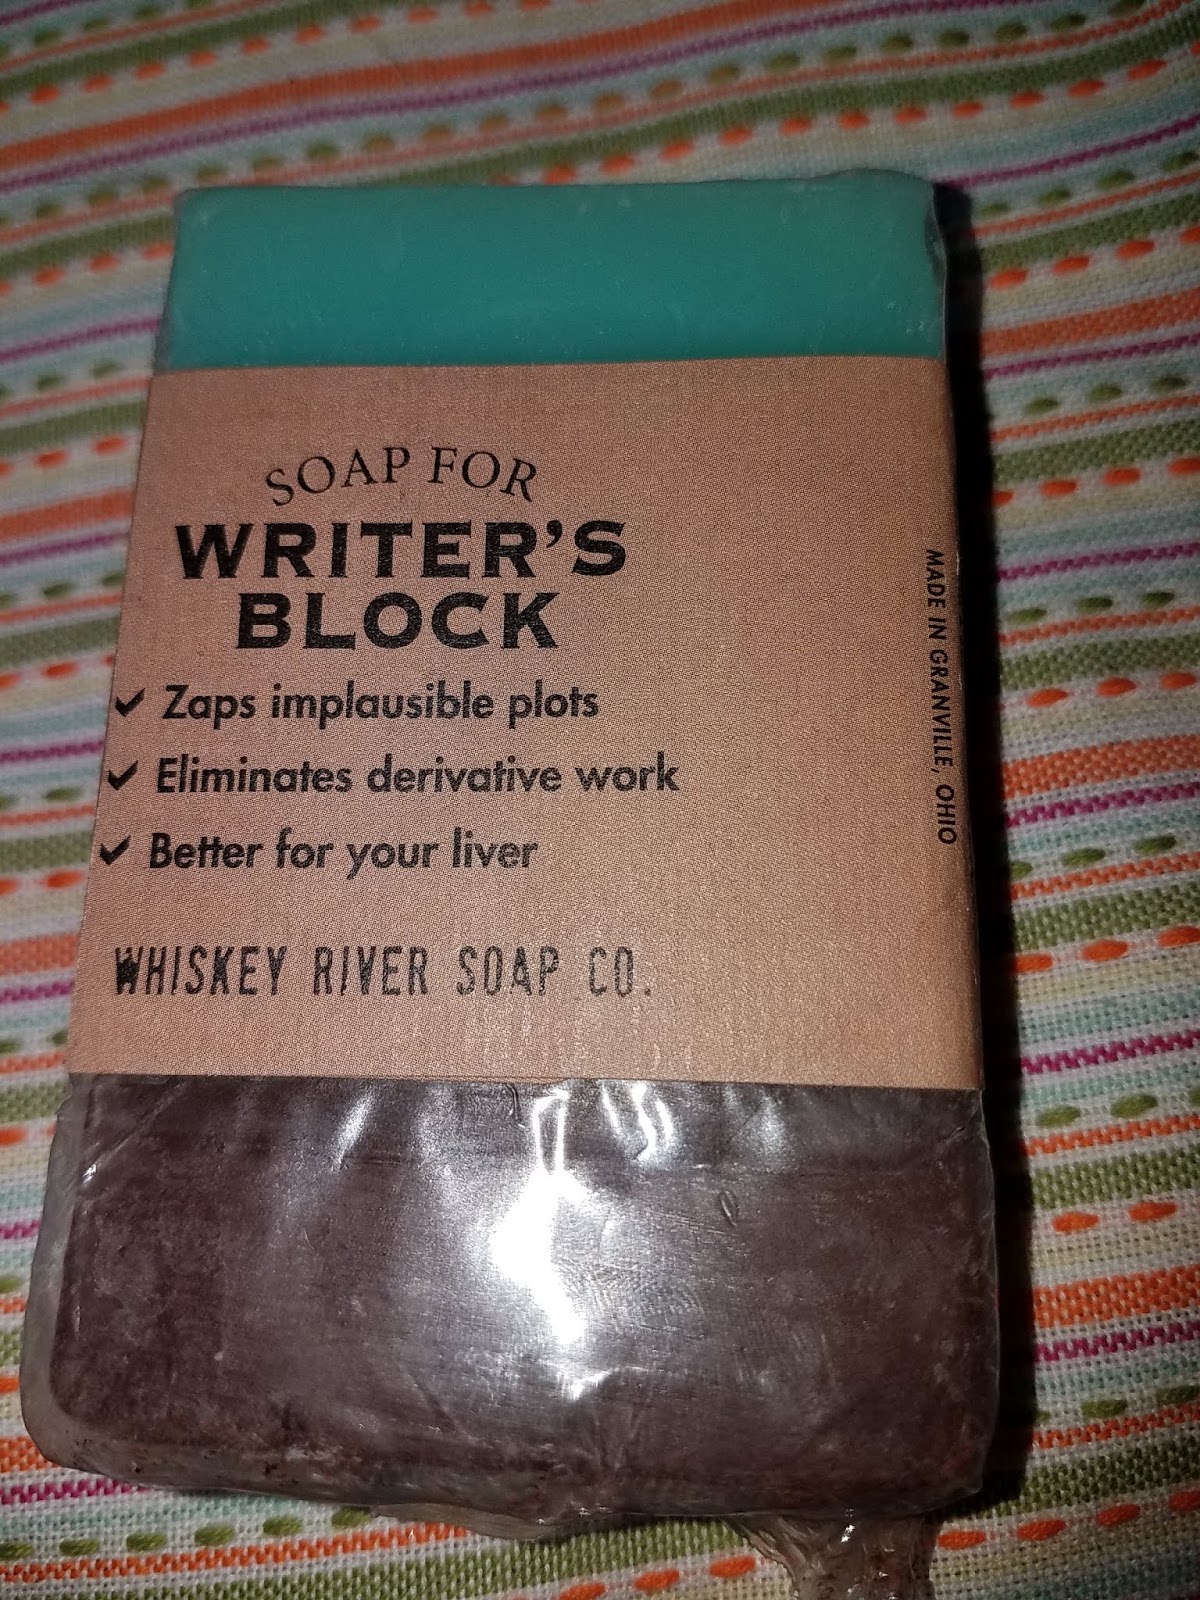 SOAP FOR
WRITER'S
BLOCK
✓ Zaps implausible plots
✓ Eliminates derivative work
✓ Better for your liver
WHISKEY RIVER SOAP CO.
MADE IN GRANVILLE, OHIO